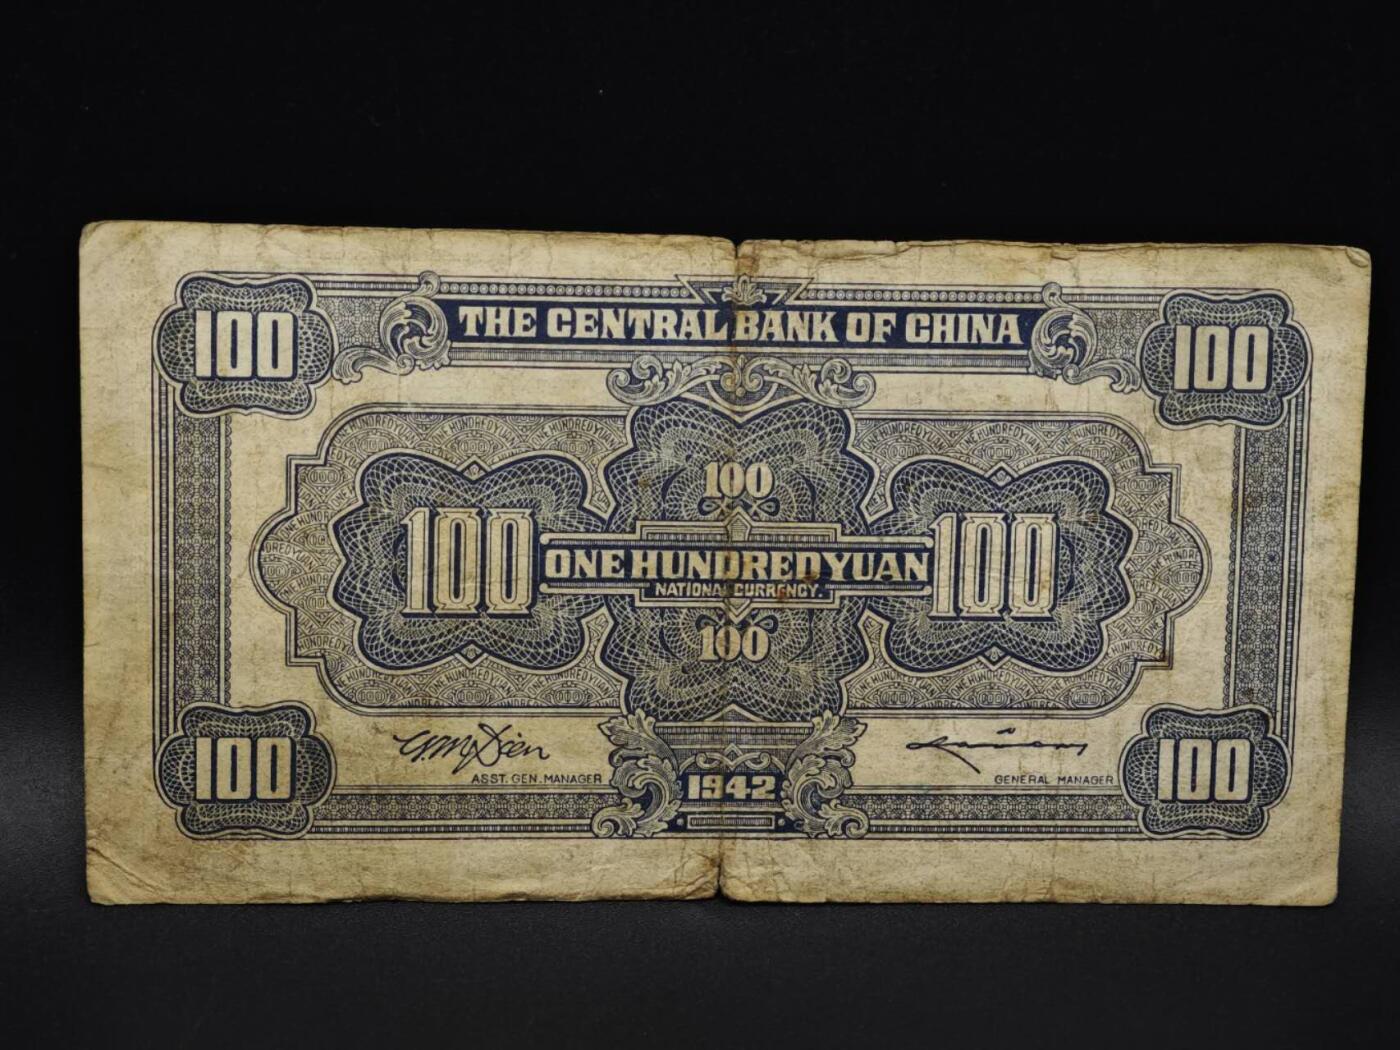 100
THE CENTRAL BANK OF CHINA
100
100
100
ONE HUNDRED YUAN
100
NATIONAL CURRENCY.
100
100
ASST. GEN. MANAGER
1942
GENERAL MANAGER
100